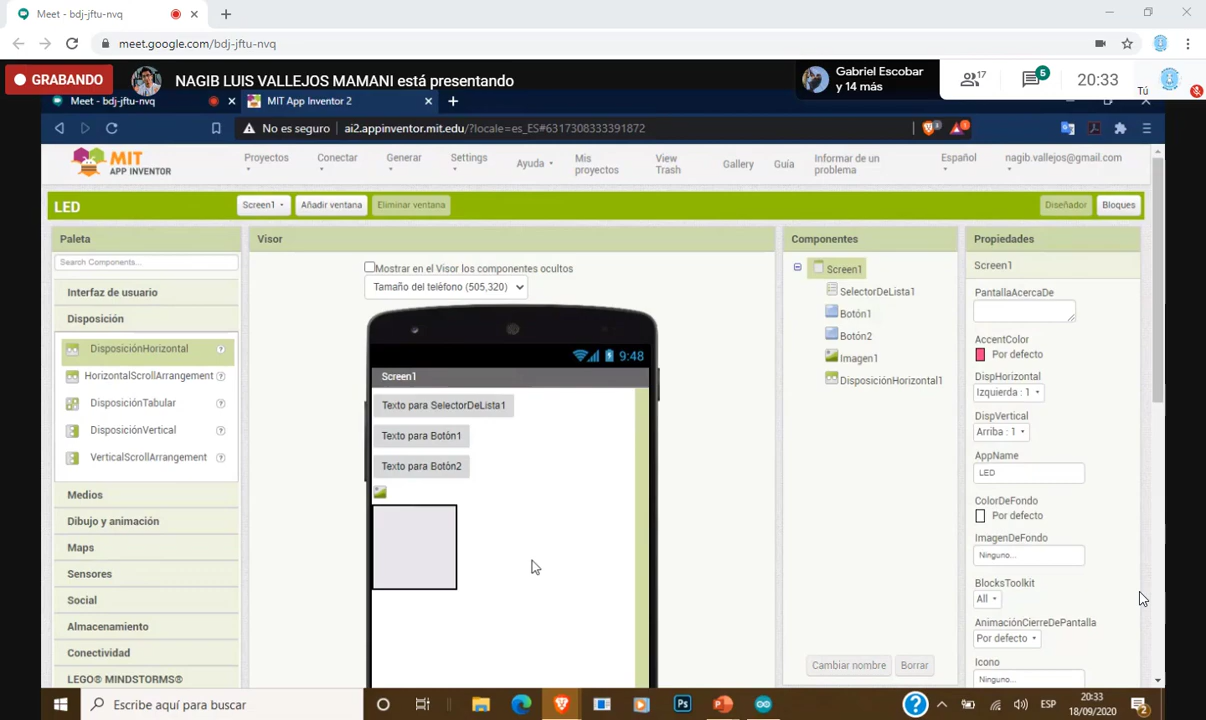 Meet - bdj-jftu-nvq
meet.google.com/bdj-jftu-nvq
GRABANDO
NAGIB LUIS VALLEJOS MAMANI está presentando
Gabriel Escobar
y 14 más
17
5
20:33
Tú
Meet - bdj-jftu-nvq
MIT App Inventor 2
No es seguro
ai2.appinventor.mit.edu/?locale=es_ES#6317308333391872
MIT
APP INVENTOR
Proyectos
Conectar
Generar
Settings
Ayuda
Mis
proyectos
View
Trash
Gallery
Guía
Informar de un
problema
Español
nagib.vallejos@gmail.com
LED
Screen1
Añadir ventana
Eliminar ventana
Diseñador
Bloques
Paleta
Search Components...
Interfaz de usuario
Disposición
DisposiciónHorizontal
HorizontalScrollArrangement
DisposiciónTabular
DisposiciónVertical
VerticalScrollArrangement
Medios
Dibujo y animación
Maps
Sensores
Social
Almacenamiento
Conectividad
LEGO® MINDSTORMS®
Visor
Mostrar en el Visor los componentes ocultos
Tamaño del teléfono (505,320)
9:48
Screen1
Texto para SelectorDeLista1
Texto para Botón1
Texto para Botón2
Componentes
Screen1
SelectorDeLista1
Botón1
Botón2
Imagen1
DisposiciónHorizontal1
Cambiar nombre
Borrar
Propiedades
Screen1
PantallaAcercaDe
AccentColor
Por defecto
DispHorizontal
Izquierda : 1
DispVertical
Arriba : 1
AppName
LED
ColorDeFondo
Por defecto
ImagenDeFondo
Ninguno...
BlocksToolkit
All
AnimaciónCierreDePantalla
Por defecto
Icono
Ninguno...
Escribe aquí para buscar
ESP
20:33
18/09/2020
2